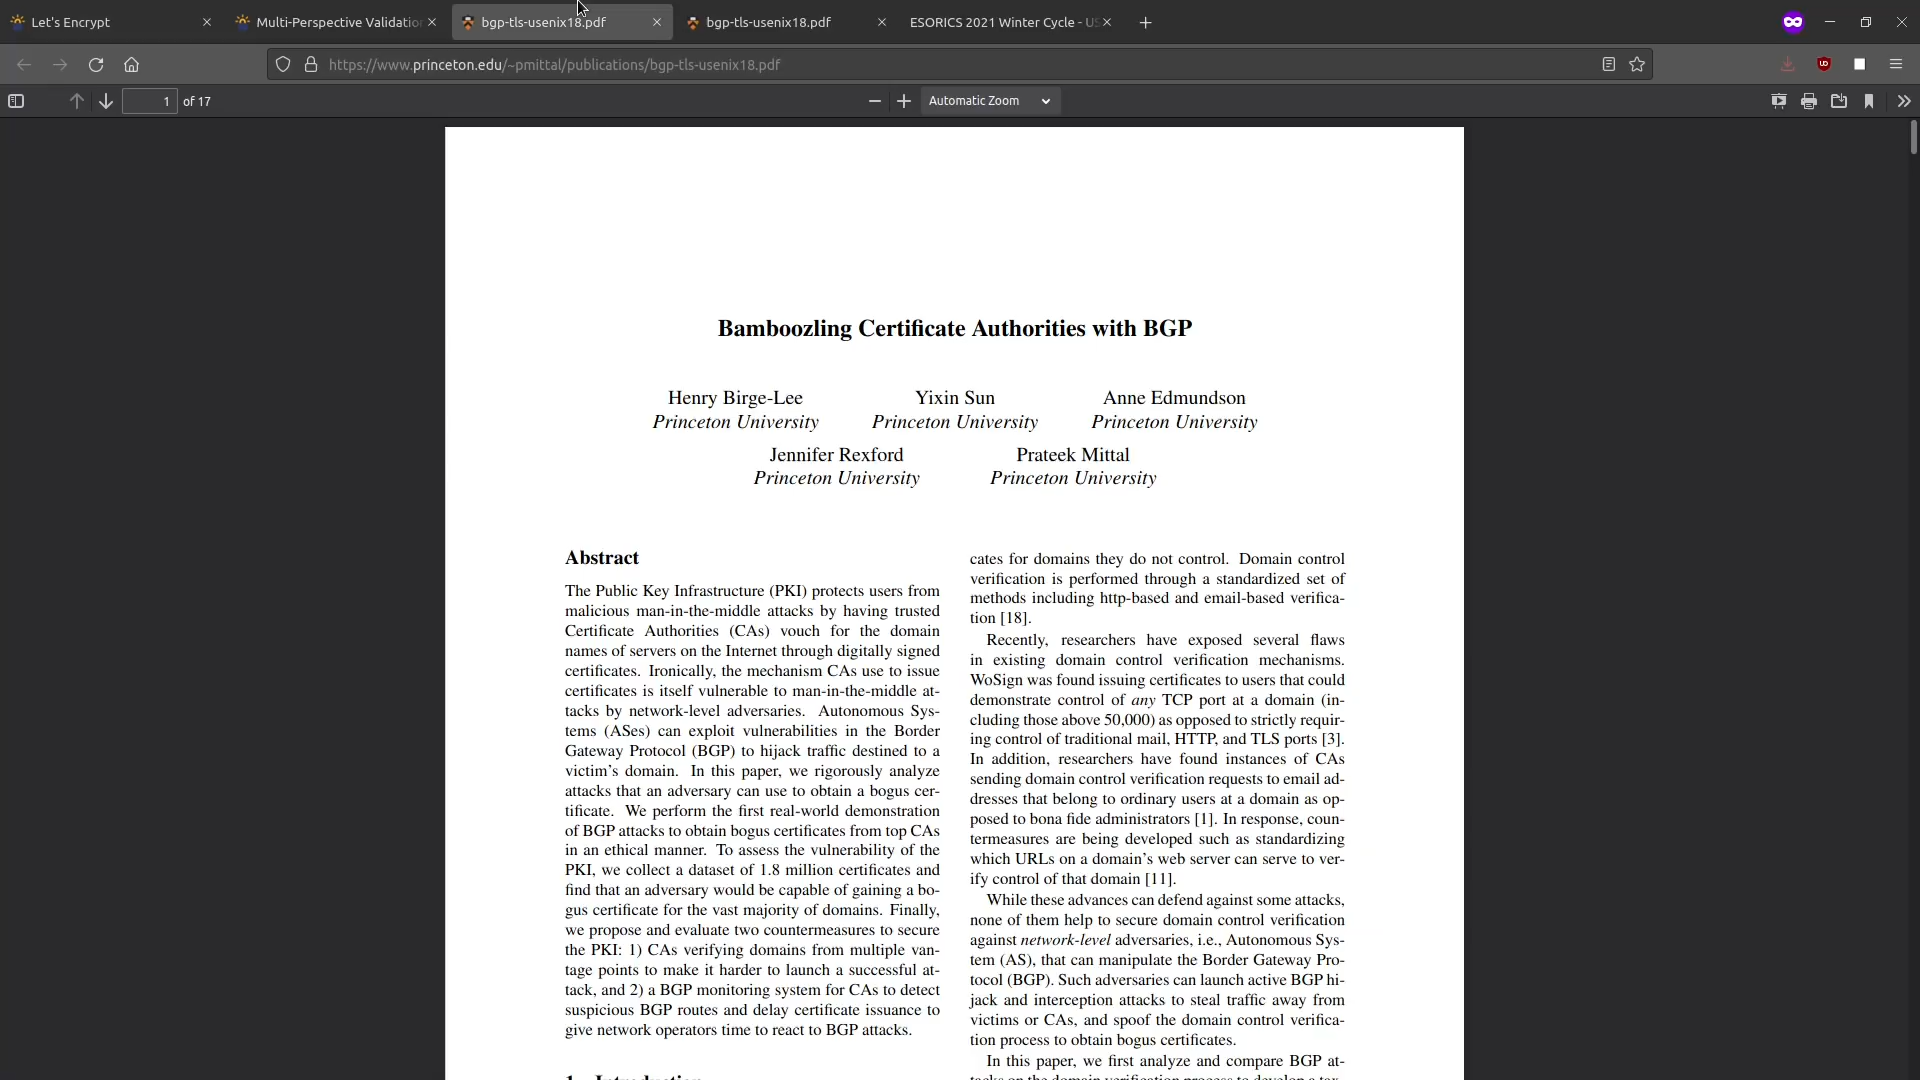 Let's Encrypt
Multi-Perspective Validatio
bgp-tls-usenix18.pdf
bgp-tls-usenix18.pdf
ESORICS 2021 Winter Cycle - US
https://www.princeton.edu/~pmittal/publications/bgp-tls-usenix18.pdf
1 of 17
Automatic Zoom
Bamboozling Certificate Authorities with BGP
Henry Birge-Lee Yixin Sun Anne Edmundson
Princeton University Princeton University Princeton University
Jennifer Rexford Prateek Mittal
Princeton University Princeton University
Abstract
The Public Key Infrastructure (PKI) protects users from
malicious man-in-the-middle attacks by having trusted
Certificate Authorities (CAs) vouch for the domain
names of servers on the Internet through digitally signed
certificates. Ironically, the mechanism CAs use to issue
certificates is itself vulnerable to man-in-the-middle at-
tacks by network-level adversaries. Autonomous Sys-
tems (ASes) can exploit vulnerabilities in the Border
Gateway Protocol (BGP) to hijack traffic destined to a
victim's domain. In this paper, we rigorously analyze
attacks that an adversary can use to obtain a bogus cer-
tificate. We perform the first real-world demonstration
of BGP attacks to obtain bogus certificates from top CAs
in an ethical manner. To assess the vulnerability of the
PKI, we collect a dataset of 1.8 million certificates and
find that an adversary would be capable of gaining a bo-
gus certificate for the vast majority of domains. Finally,
we propose and evaluate two countermeasures to secure
the PKI: 1) CAs verifying domains from multiple van-
tage points to make it harder to launch a successful at-
tack, and 2) a BGP monitoring system for CAs to detect
suspicious BGP routes and delay certificate issuance to
give network operators time to react to BGP attacks.
1 Introduction
cates for domains they do not control. Domain control
verification is performed through a standardized set of
methods including http-based and email-based verifica-
tion [18].
Recently, researchers have exposed several flaws
in existing domain control verification mechanisms.
WoSign was found issuing certificates to users that could
demonstrate control of any TCP port at a domain (in-
cluding those above 50,000) as opposed to strictly requir-
ing control of traditional mail, HTTP, and TLS ports [3].
In addition, researchers have found instances of CAs
sending domain control verification requests to email ad-
dresses that belong to ordinary users at a domain as op-
posed to bona fide administrators [1]. In response, coun-
termeasures are being developed such as standardizing
which URLs on a domain's web server can serve to ver-
ify control of that domain [11].
While these advances can defend against some attacks,
none of them help to secure domain control verification
against network-level adversaries, i.e., Autonomous Sys-
tem (AS), that can manipulate the Border Gateway Pro-
tocol (BGP). Such adversaries can launch active BGP hi-
jack and interception attacks to steal traffic away from
victims or CAs, and spoof the domain control verifica-
tion process to obtain bogus certificates.
In this paper, we first analyze and compare BGP at-
tacks on the domain verification process to develop a tax-